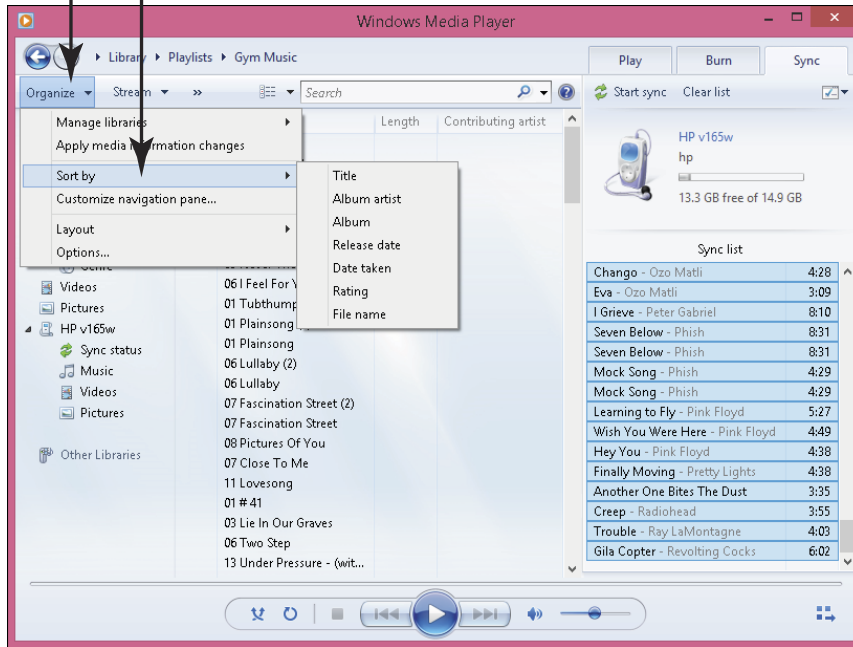 Windows Media Player
Library ▸ Playlists ▸ Gym Music
Play Burn Sync
Organize Stream » Search
Start sync Clear list
Manage libraries
Apply media information changes
Sort by
Customize navigation pane...
Layout
Options...
Length Contributing artist
Title
Album artist
Album
Release date
Date taken
Rating
File name
Genre
Videos
Pictures
HP v165w
Sync status
Music
Videos
Pictures
Other Libraries
06 I Feel For
01 Tubthump
01 Plainsong
01 Plainsong
06 Lullaby (2)
06 Lullaby
07 Fascination Street (2)
07 Fascination Street
08 Pictures Of You
07 Close To Me
11 Lovesong
01 # 41
03 Lie In Our Graves
06 Two Step
13 Under Pressure - (wit...
HP v165w
hp
13.3 GB free of 14.9 GB
Sync list
Chango - Ozo Matli 4:28
Eva - Ozo Matli 3:09
I Grieve - Peter Gabriel 8:10
Seven Below - Phish 8:31
Seven Below - Phish 8:31
Mock Song - Phish 4:29
Mock Song - Phish 4:29
Learning to Fly - Pink Floyd 5:27
Wish You Were Here - Pink Floyd 4:49
Hey You - Pink Floyd 4:38
Finally Moving - Pretty Lights 4:38
Another One Bites The Dust 3:35
Creep - Radiohead 3:55
Trouble - Ray LaMontagne 4:03
Gila Copter - Revolting Cocks 6:02